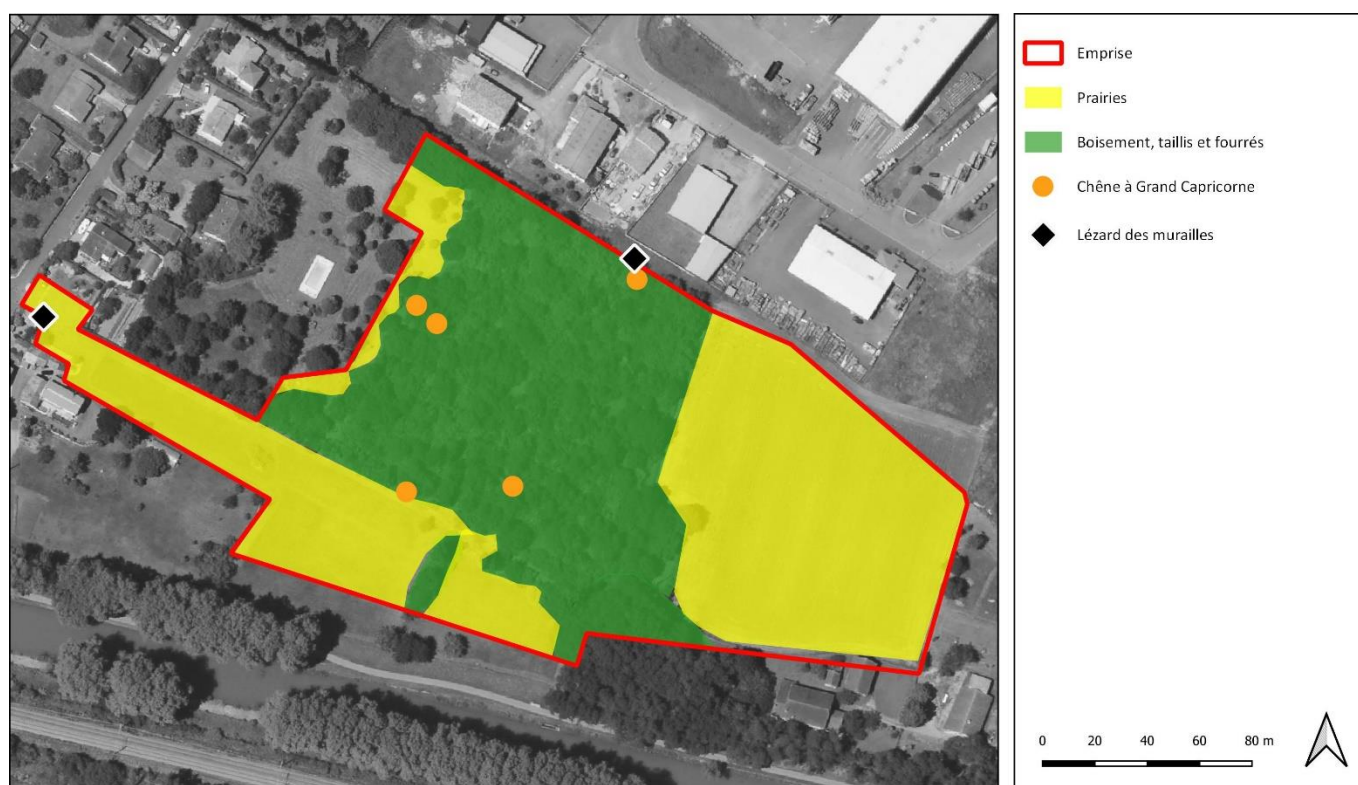 Emprise
Prairies
Boisement, taillis et fourrés
Chêne à Grand Capricorne
Lézard des murailles
0 20 40 60 80 m